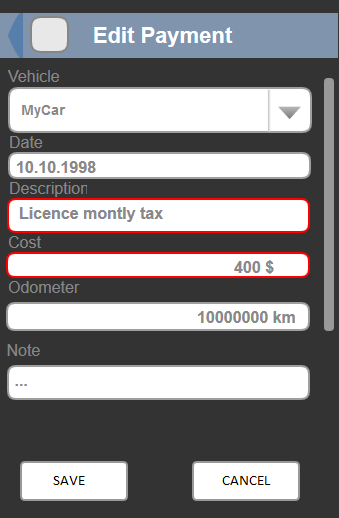 Edit Payment
Vehicle
MyCar
Date
10.10.1998
Description
Licence montly tax
Cost
400 $
Odometer
10000000 km
Note
...
SAVE
CANCEL